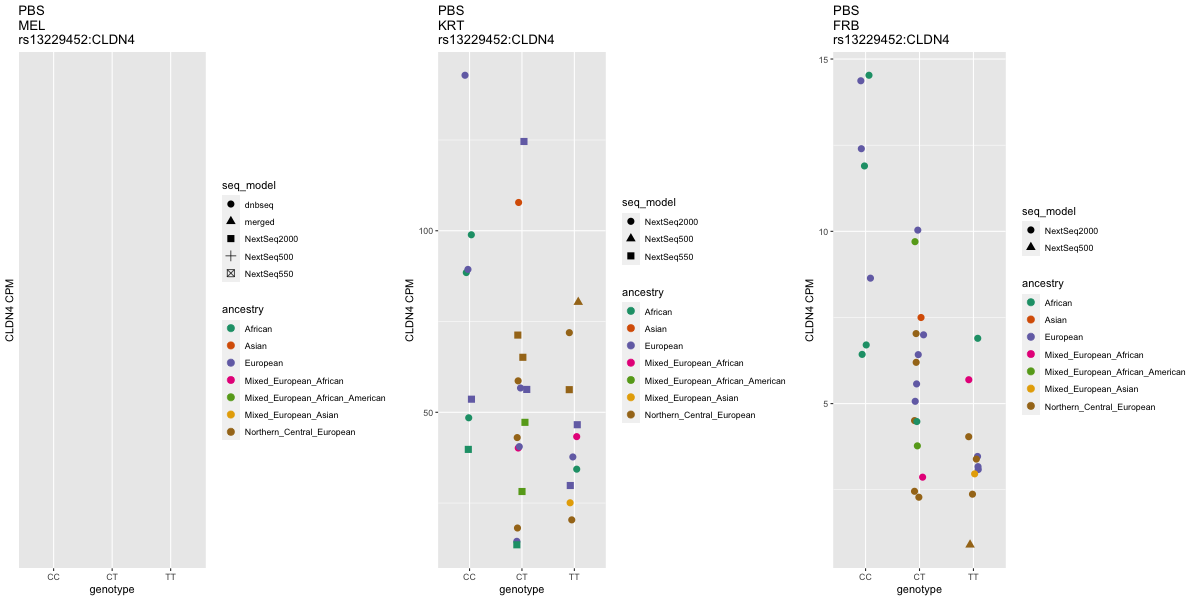 PBS
MEL
rs13229452:CLDN4
CLDN4 CPM
CC CT TT
genotype
seq_model
dnbseq
merged
NextSeq2000
NextSeq500
NextSeq550
ancestry
African
Asian
European
Mixed_European_African
Mixed_European_African_American
Mixed_European_Asian
Northern_Central_European
PBS
KRT
rs13229452:CLDN4
CLDN4 CPM
100
50
CC CT TT
genotype
seq_model
NextSeq2000
NextSeq500
NextSeq550
ancestry
African
Asian
European
Mixed_European_African
Mixed_European_African_American
Mixed_European_Asian
Northern_Central_European
PBS
FRB
rs13229452:CLDN4
CLDN4 CPM
15
10
5
CC CT TT
genotype
seq_model
NextSeq2000
NextSeq500
ancestry
African
Asian
European
Mixed_European_African
Mixed_European_African_American
Mixed_European_Asian
Northern_Central_European